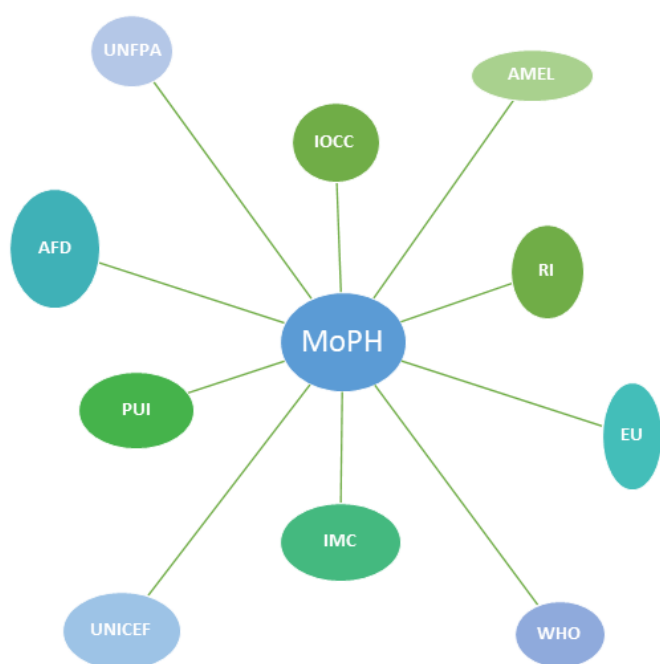 UNFPA
AMEL
IOCC
AFD
RI
MoPH
PUI
EU
IMC
UNICEF
WHO